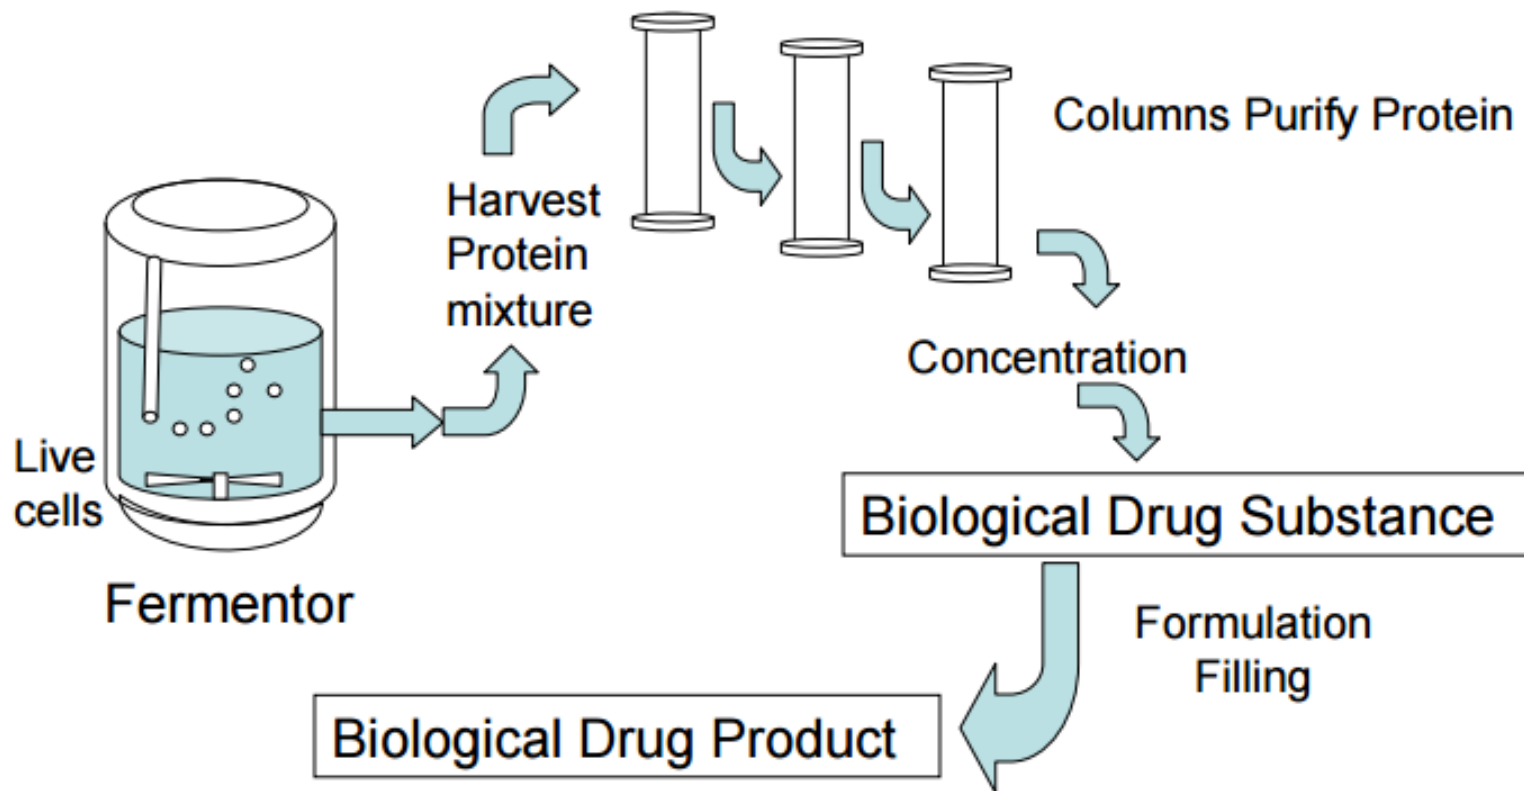 Live
cells
Fermentor
Harvest
Protein
mixture
Columns Purify Protein
Concentration
Biological Drug Substance
Formulation
Filling
Biological Drug Product